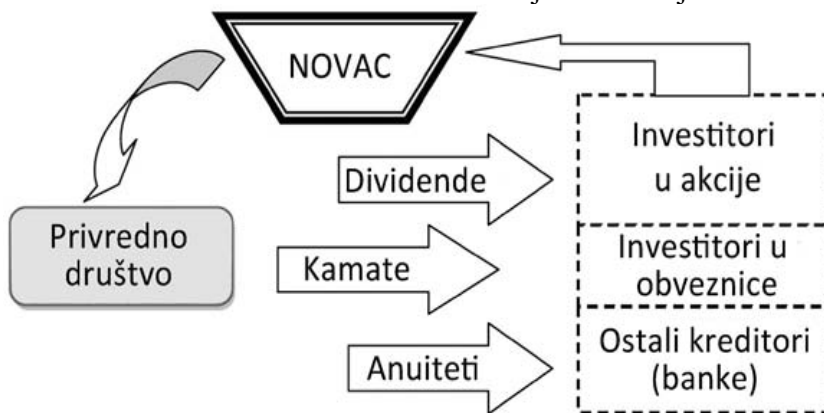 NOVAC
Investitori
u akcije
Dividende
Privredno
društvo
Investitori u
obveznice
Kamate
Ostali kreditori
(banke)
Anuiteti